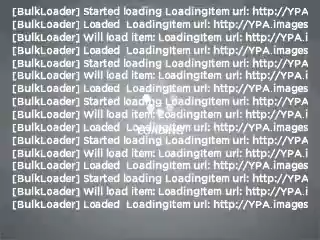 [BulkLoader] Started loading LoadingItem url: http://YPA
[BulkLoader] Loaded  LoadingItem url: http://YPA.images
[BulkLoader] Will load item: LoadingItem url: http://YPA.i
[BulkLoader] Loaded  LoadingItem url: http://YPA.images
[BulkLoader] Started loading LoadingItem url: http://YPA
[BulkLoader] Will load item: LoadingItem url: http://YPA.i
[BulkLoader] Loaded  LoadingItem url: http://YPA.images
[BulkLoader] Started loading LoadingItem url: http://YPA
[BulkLoader] Will load item: LoadingItem url: http://YPA.i
[BulkLoader] Loaded  LoadingItem url: http://YPA.images
[BulkLoader] Started loading LoadingItem url: http://YPA
[BulkLoader] Will load item: LoadingItem url: http://YPA.i
[BulkLoader] Loaded  LoadingItem url: http://YPA.images
[BulkLoader] Started loading LoadingItem url: http://YPA
[BulkLoader] Will load item: LoadingItem url: http://YPA.i
[BulkLoader] Loaded  LoadingItem url: http://YPA.images